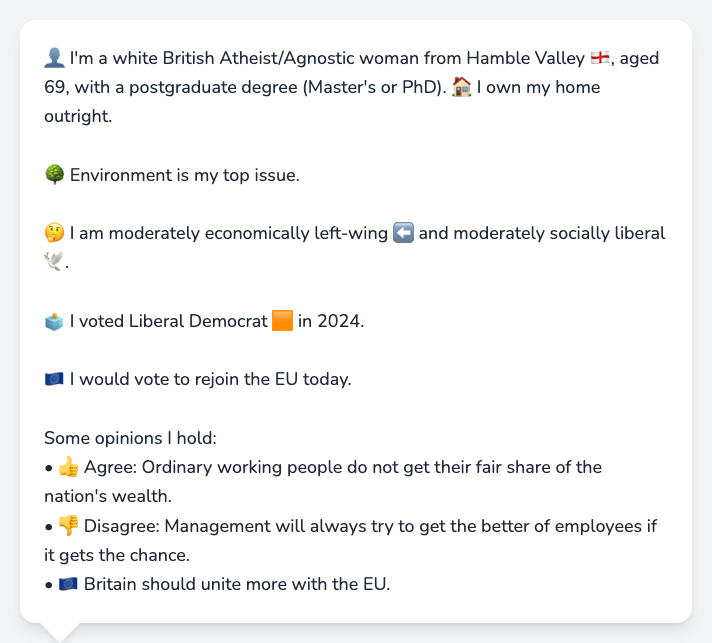 👤 I'm a white British Atheist/Agnostic woman from Hamble Valley 🏴󠁧󠁢󠁥󠁮󠁧󠁿, aged
69, with a postgraduate degree (Master's or PhD). 🏠 I own my home
outright.
🌳 Environment is my top issue.
🤔 I am moderately economically left-wing ⬅️ and moderately socially liberal
🕊️.
🗳️ I voted Liberal Democrat 🟧 in 2024.
🇪🇺 I would vote to rejoin the EU today.
Some opinions I hold:
• 👍 Agree: Ordinary working people do not get their fair share of the
nation's wealth.
• 👎 Disagree: Management will always try to get the better of employees if
it gets the chance.
• 🇪🇺 Britain should unite more with the EU.